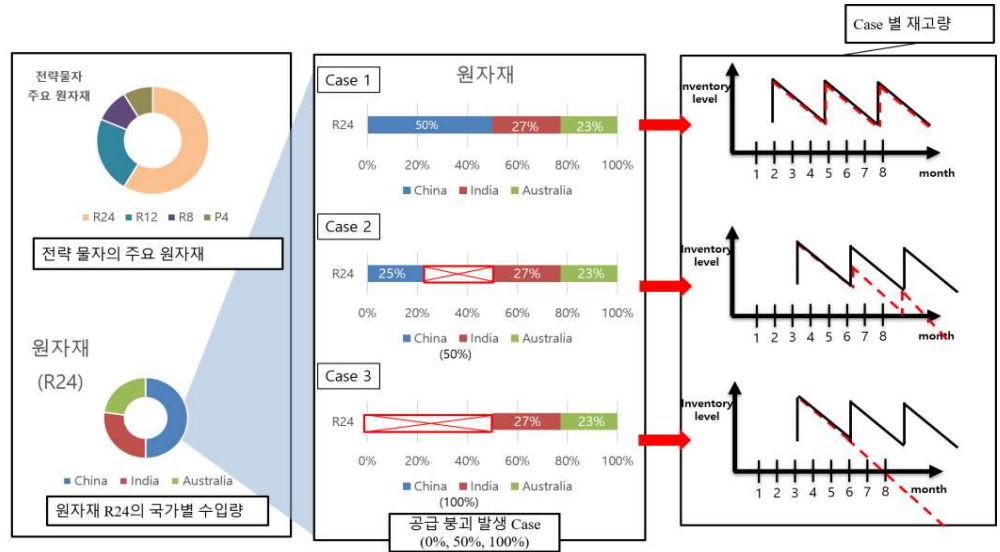 Case 별 재고량
전략물자
주요 원자재
R24 R12 R8 P4
전략 물자의 주요 원자재
원자재
(R24)
China India Australia
원자재 R24의 국가별 수입량
원자재
Case 1
R24 50% 27% 23%
0% 20% 40% 60% 80% 100%
China India Australia
Case 2
R24 25% 27% 23%
0% 20% 40% 60% 80% 100%
China India Australia
(50%)
Case 3
R24 27% 23%
0% 20% 40% 60% 80% 100%
China India Australia
(100%)
공급 붕괴 발생 Case
(0%, 50%, 100%)
Inventory
level
1 2 3 4 5 6 7 8 month
Inventory
level
1 2 3 4 5 6 7 8 month
Inventory
level
1 2 3 4 5 6 7 8 month